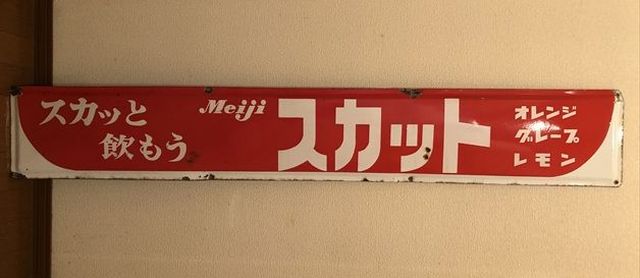 スカッと
飲もう
Meiji
スカット
オレンジ
グレープ
レモン